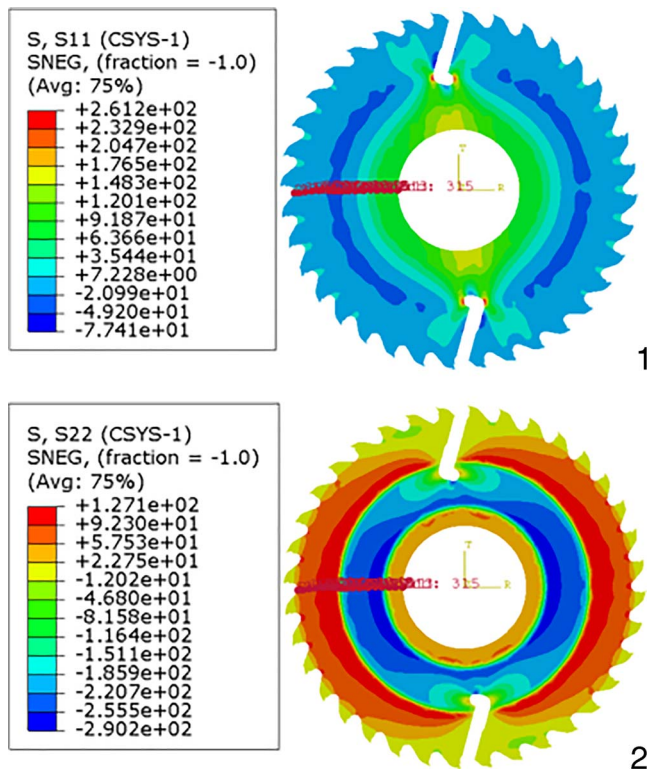 S, S11 (CSYS-1)
SNEG, (fraction = -1.0)
(Avg: 75%)
+2.612e+02
+2.329e+02
+2.047e+02
+1.765e+02
+1.483e+02
+1.201e+02
+9.187e+01
+6.366e+01
+3.544e+01
+7.228e+00
-2.099e+01
-4.920e+01
-7.741e+01
T
315
R
1
S, S22 (CSYS-1)
SNEG, (fraction = -1.0)
(Avg: 75%)
+1.271e+02
+9.230e+01
+5.753e+01
+2.275e+01
-1.202e+01
-4.680e+01
-8.158e+01
-1.164e+02
-1.511e+02
-1.859e+02
-2.207e+02
-2.555e+02
-2.902e+02
T
315
R
2